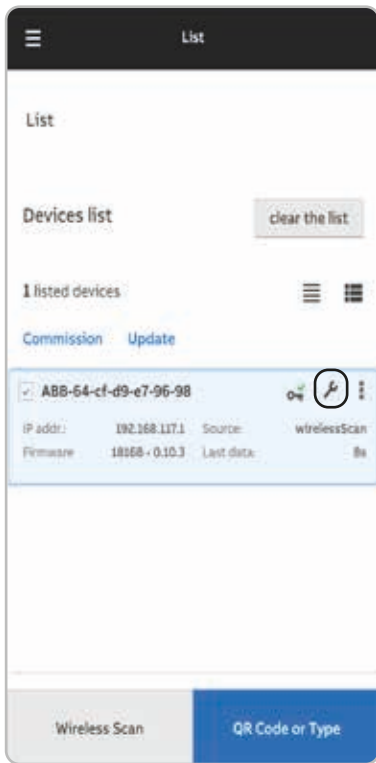 List
List
Devices list
clear the list
1 listed devices
Commission Update
ABB-64-cf-d9-e7-96-98
IP addr.: 192.168.117.1 Source: wirelessScan
Firmware 1816B - 0.10.3 Last data: 8s
Wireless Scan
QR Code or Type